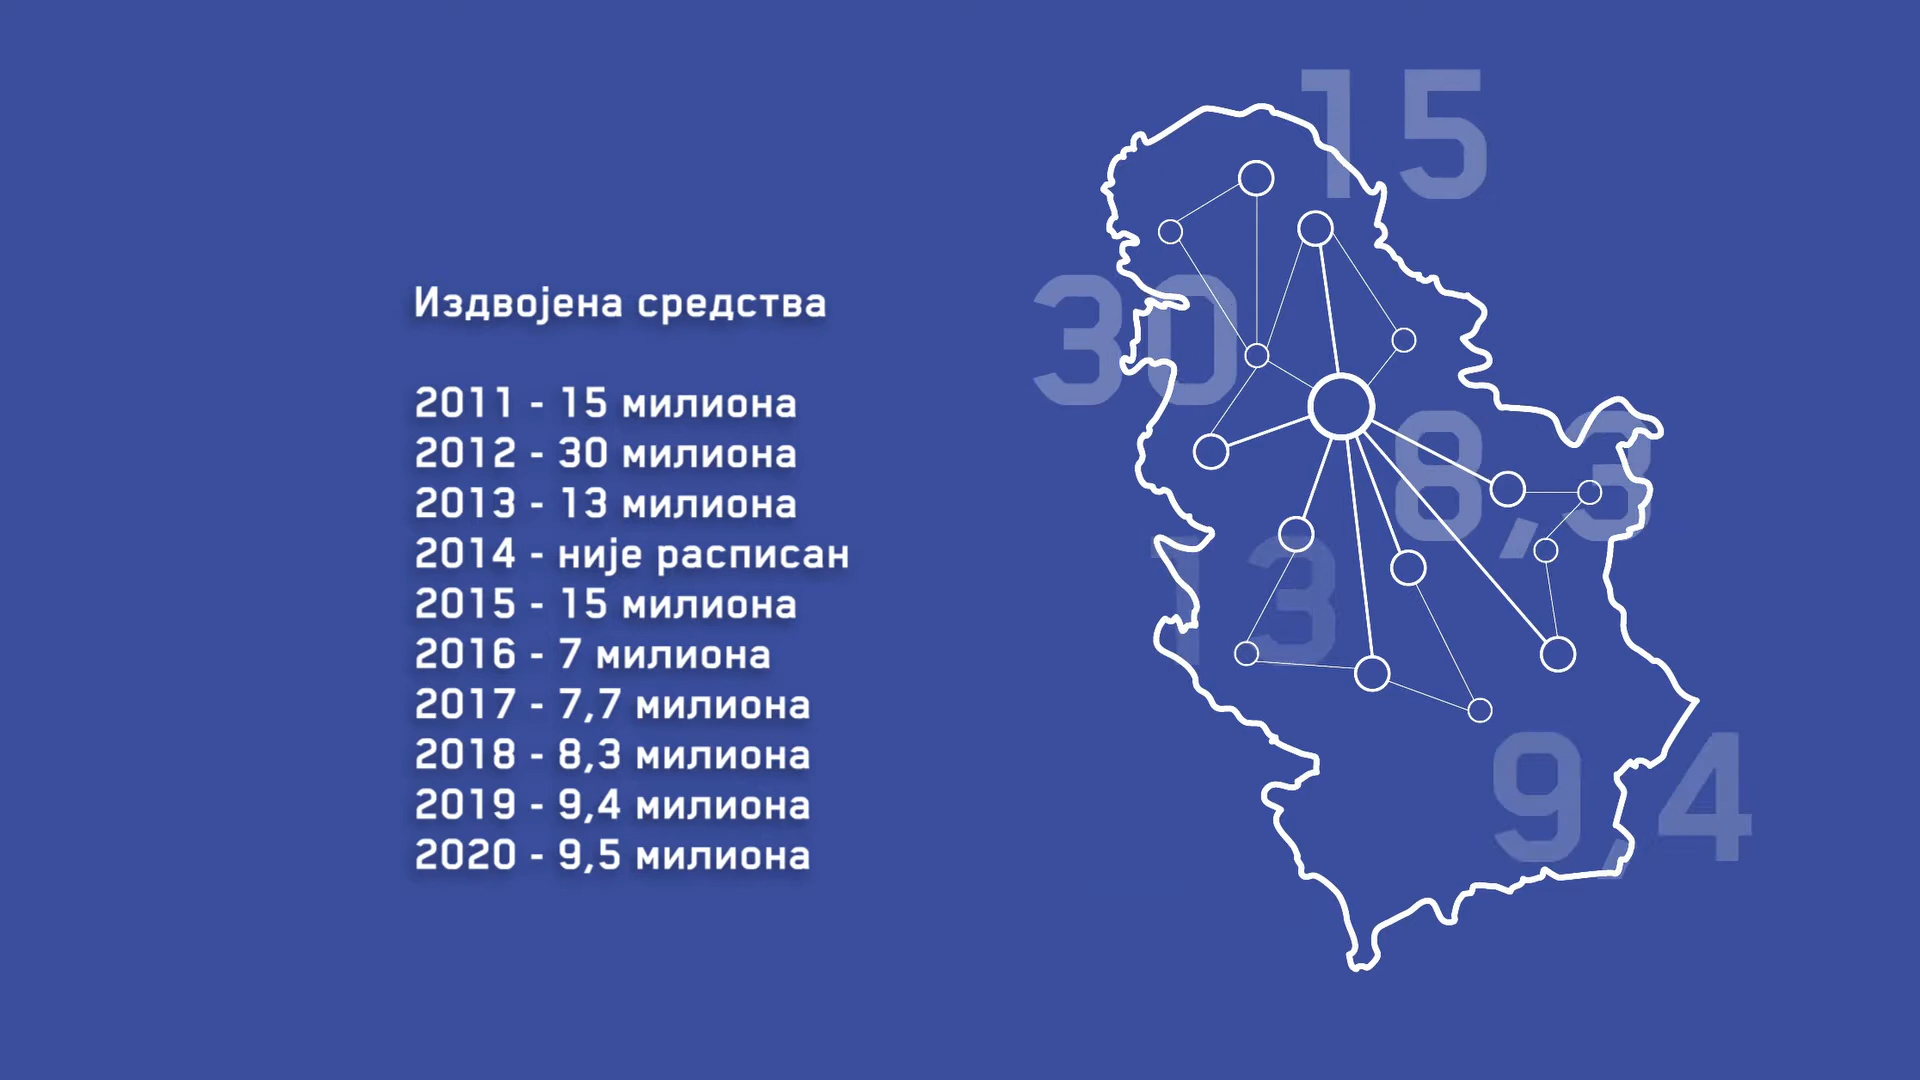 Издвојена средства
2011 - 15 милиона
2012 - 30 милиона
2013 - 13 милиона
2014 - није расписан
2015 - 15 милиона
2016 - 7 милиона
2017 - 7,7 милиона
2018 - 8,3 милиона
2019 - 9,4 милиона
2020 - 9,5 милиона
15
30
8,3
13
9,4